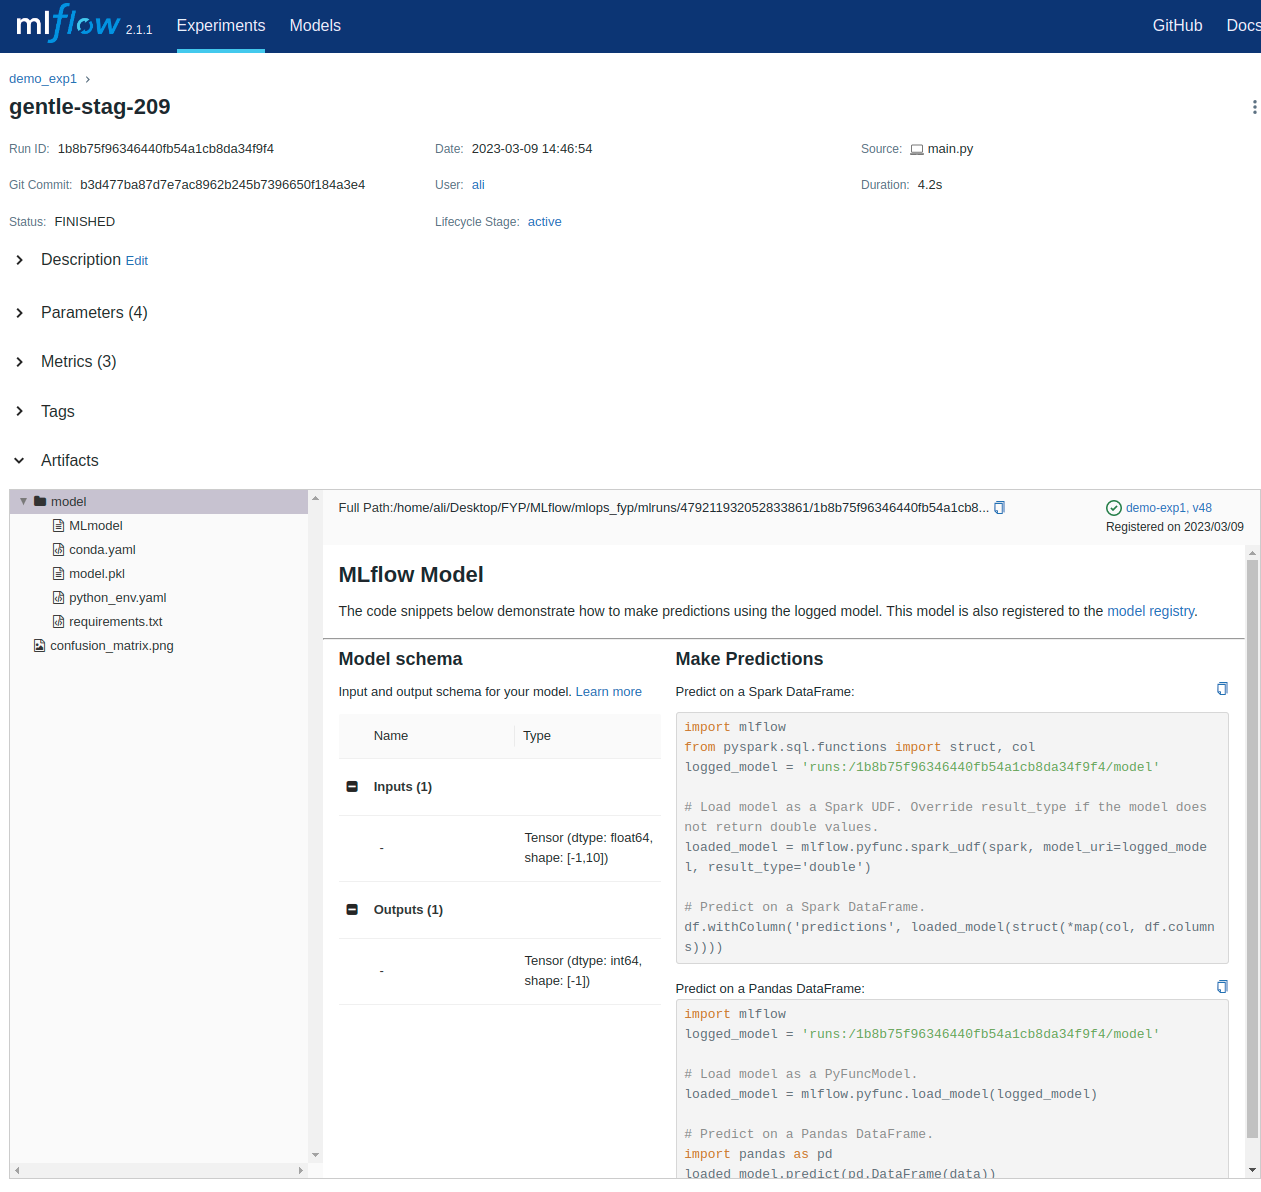 mlflow 2.1.1 Experiments Models GitHub Docs
demo_exp1 ›
gentle-stag-209
Run ID: 1b8b75f96346440fb54a1cb8da34f9f4 Date: 2023-03-09 14:46:54 Source: main.py
Git Commit: b3d477ba87d7e7ac8962b245b7396650f184a3e4 User: ali Duration: 4.2s
Status: FINISHED Lifecycle Stage: active
Description Edit
Parameters (4)
Metrics (3)
Tags
Artifacts
model
MLmodel
conda.yaml
model.pkl
python_env.yaml
requirements.txt
confusion_matrix.png
Full Path:/home/ali/Desktop/FYP/MLflow/mlops_fyp/mlruns/479211932052833861/1b8b75f96346440fb54a1cb8...
demo-exp1, v48
Registered on 2023/03/09
MLflow Model
The code snippets below demonstrate how to make predictions using the logged model. This model is also registered to the model registry.
Model schema
Input and output schema for your model. Learn more
Name Type
Inputs (1)
- Tensor (dtype: float64,
shape: [-1,10])
Outputs (1)
- Tensor (dtype: int64,
shape: [-1])
Make Predictions
Predict on a Spark DataFrame:
import mlflow
from pyspark.sql.functions import struct, col
logged_model = 'runs:/1b8b75f96346440fb54a1cb8da34f9f4/model'
# Load model as a Spark UDF. Override result_type if the model does
not return double values.
loaded_model = mlflow.pyfunc.spark_udf(spark, model_uri=logged_mode
l, result_type='double')
# Predict on a Spark DataFrame.
df.withColumn('predictions', loaded_model(struct(*map(col, df.column
s))))
Predict on a Pandas DataFrame:
import mlflow
logged_model = 'runs:/1b8b75f96346440fb54a1cb8da34f9f4/model'
# Load model as a PyFuncModel.
loaded_model = mlflow.pyfunc.load_model(logged_model)
# Predict on a Pandas DataFrame.
import pandas as pd
loaded_model.predict(pd.DataFrame(data))